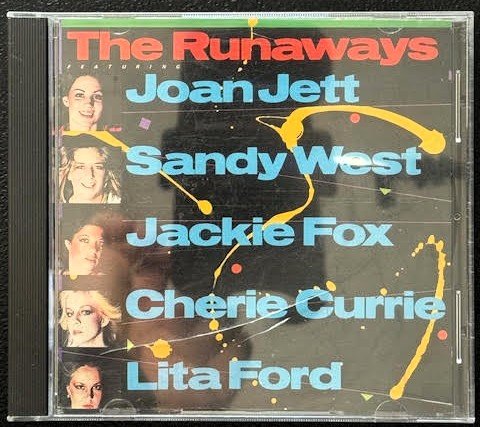 The Runaways
FEATURING
Joan Jett
Sandy West
Jackie Fox
Cherie Currie
Lita Ford